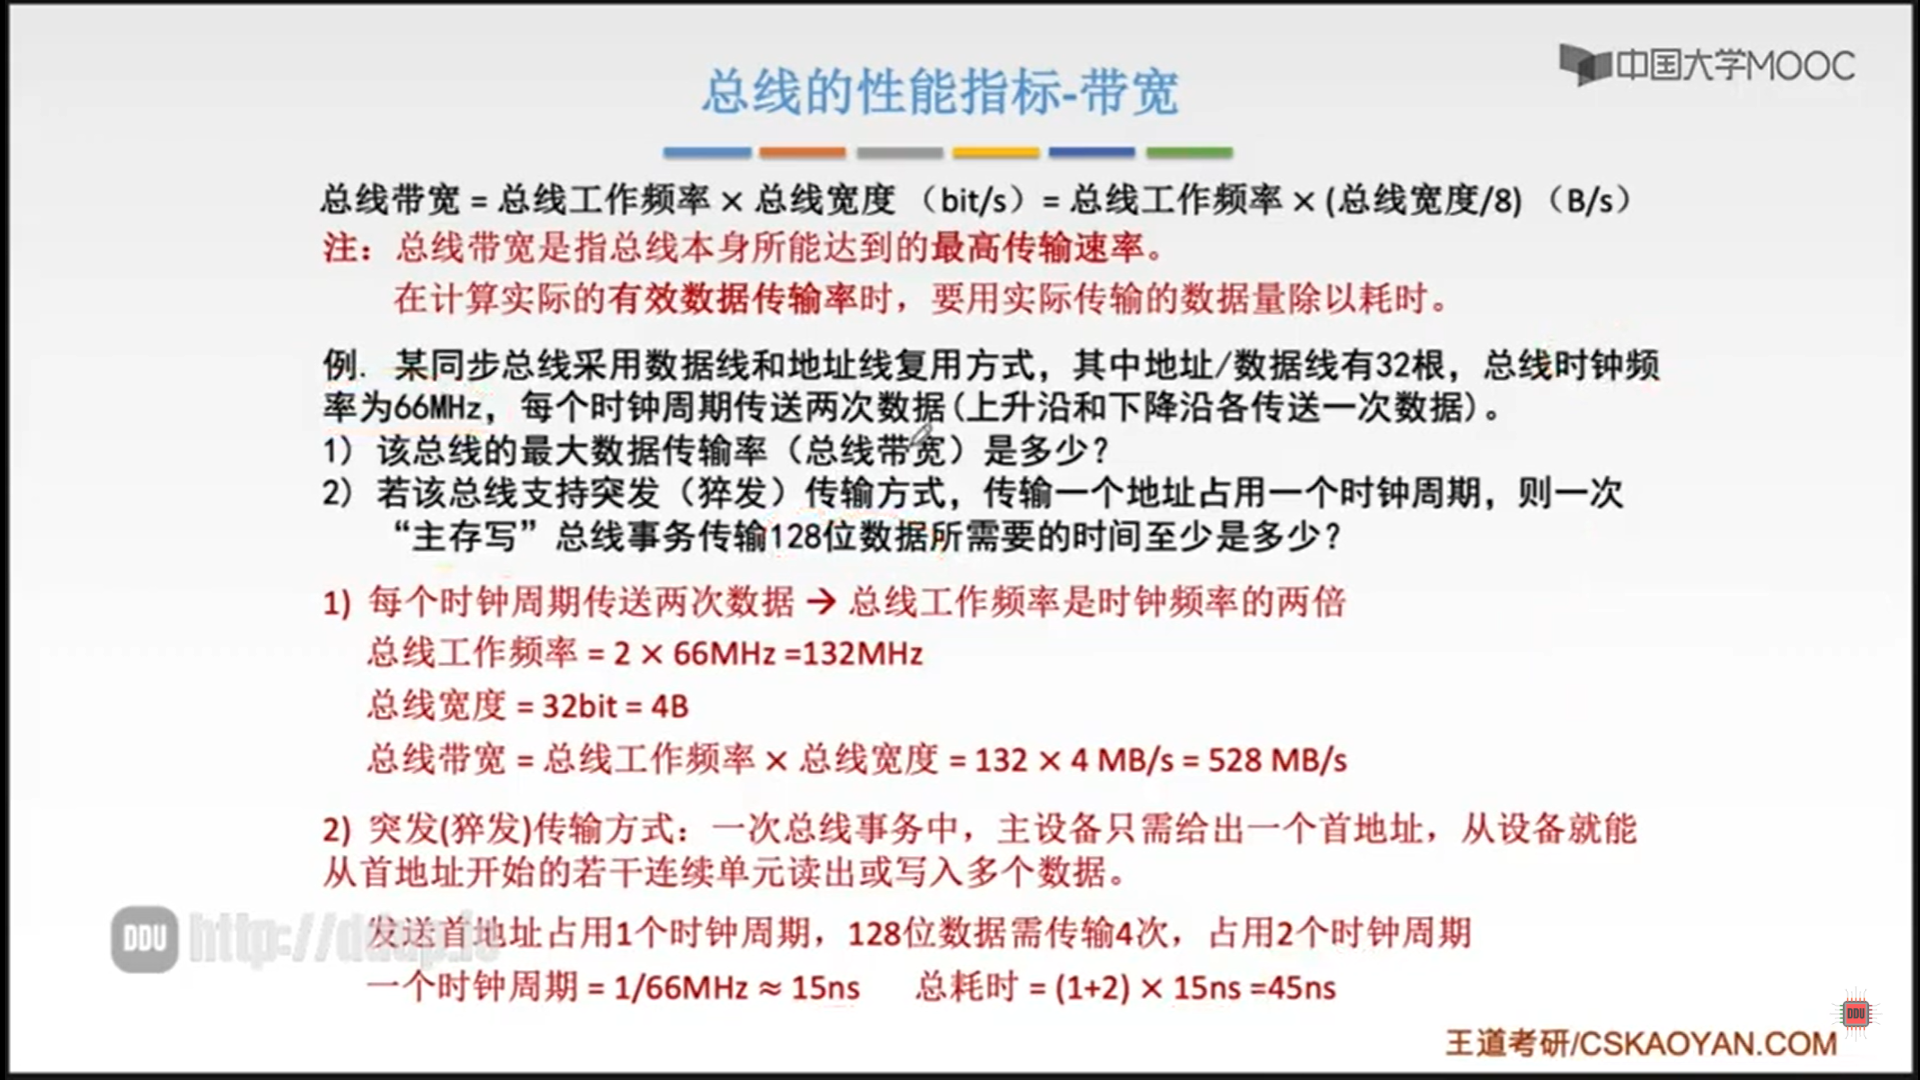 中国大学MOOC
总线的性能指标-带宽
总线带宽 = 总线工作频率 × 总线宽度 （bit/s）= 总线工作频率 × (总线宽度/8) （B/s）
注：总线带宽是指总线本身所能达到的最高传输速率。
在计算实际的有效数据传输率时，要用实际传输的数据量除以耗时。
例. 某同步总线采用数据线和地址线复用方式，其中地址/数据线有32根，总线时钟频
率为66MHz，每个时钟周期传送两次数据(上升沿和下降沿各传送一次数据)。
1) 该总线的最大数据传输率（总线带宽）是多少？
2) 若该总线支持突发（猝发）传输方式，传输一个地址占用一个时钟周期，则一次
“主存写”总线事务传输128位数据所需要的时间至少是多少？
1) 每个时钟周期传送两次数据 → 总线工作频率是时钟频率的两倍
总线工作频率 = 2 × 66MHz =132MHz
总线宽度 = 32bit = 4B
总线带宽 = 总线工作频率 × 总线宽度 = 132 × 4 MB/s = 528 MB/s
2) 突发(猝发)传输方式：一次总线事务中，主设备只需给出一个首地址，从设备就能
从首地址开始的若干连续单元读出或写入多个数据。
发送首地址占用1个时钟周期，128位数据需传输4次，占用2个时钟周期
一个时钟周期 = 1/66MHz ≈ 15ns 总耗时 = (1+2) × 15ns =45ns
DDU
DDU
王道考研/CSKAOYAN.COM